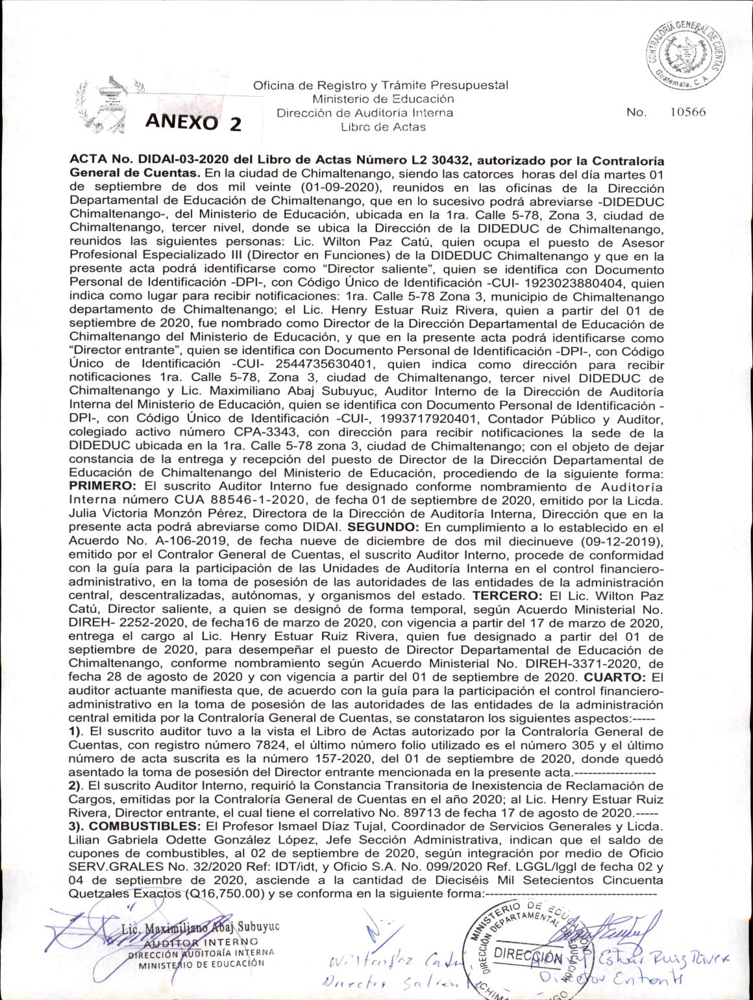 CONTRALORÍA GENERAL DE CUENTAS
Guatemala, C. A.
Oficina de Registro y Trámite Presupuestal
Ministerio de Educación
Dirección de Auditoría Interna
Libro de Actas
No. 10566
ANEXO 2
ACTA No. DIDAI-03-2020 del Libro de Actas Número L2 30432, autorizado por la Contraloría
General de Cuentas. En la ciudad de Chimaltenango, siendo las catorces horas del día martes 01
de septiembre de dos mil veinte (01-09-2020), reunidos en las oficinas de la Dirección
Departamental de Educación de Chimaltenango, que en lo sucesivo podrá abreviarse -DIDEDUC
Chimaltenango-, del Ministerio de Educación, ubicada en la 1ra. Calle 5-78, Zona 3, ciudad de
Chimaltenango, tercer nivel, donde se ubica la Dirección de la DIDEDUC de Chimaltenango,
reunidos las siguientes personas: Lic. Wilton Paz Catú, quien ocupa el puesto de Asesor
Profesional Especializado III (Director en Funciones) de la DIDEDUC Chimaltenango y que en la
presente acta podrá identificarse como “Director saliente”, quien se identifica con Documento
Personal de Identificación -DPI-, con Código Único de Identificación -CUI- 1923023880404, quien
indica como lugar para recibir notificaciones: 1ra. Calle 5-78 Zona 3, municipio de Chimaltenango
departamento de Chimaltenango; el Lic. Henry Estuar Ruiz Rivera, quien a partir del 01 de
septiembre de 2020, fue nombrado como Director de la Dirección Departamental de Educación de
Chimaltenango del Ministerio de Educación, y que en la presente acta podrá identificarse como
“Director entrante”, quien se identifica con Documento Personal de Identificación -DPI-, con Código
Único de Identificación -CUI- 2544735630401, quien indica como dirección para recibir
notificaciones 1ra. Calle 5-78, Zona 3, ciudad de Chimaltenango, tercer nivel DIDEDUC de
Chimaltenango y Lic. Maximiliano Abaj Subuyuc, Auditor Interno de la Dirección de Auditoría
Interna del Ministerio de Educación, quien se identifica con Documento Personal de Identificación -
DPI-, con Código Único de Identificación -CUI-, 1993717920401, Contador Público y Auditor,
colegiado activo número CPA-3343, con dirección para recibir notificaciones la sede de la
DIDEDUC ubicada en la 1ra. Calle 5-78 zona 3, ciudad de Chimaltenango; con el objeto de dejar
constancia de la entrega y recepción del puesto de Director de la Dirección Departamental de
Educación de Chimaltenango del Ministerio de Educación, procediendo de la siguiente forma:
PRIMERO: El suscrito Auditor Interno fue designado conforme nombramiento de Auditoría
Interna número CUA 88546-1-2020, de fecha 01 de septiembre de 2020, emitido por la Licda.
Julia Victoria Monzón Pérez, Directora de la Dirección de Auditoría Interna, Dirección que en la
presente acta podrá abreviarse como DIDAI. SEGUNDO: En cumplimiento a lo establecido en el
Acuerdo No. A-106-2019, de fecha nueve de diciembre de dos mil diecinueve (09-12-2019),
emitido por el Contralor General de Cuentas, el suscrito Auditor Interno, procede de conformidad
con la guía para la participación de las Unidades de Auditoría Interna en el control financiero-
administrativo, en la toma de posesión de las autoridades de las entidades de la administración
central, descentralizadas, autónomas, y organismos del estado. TERCERO: El Lic. Wilton Paz
Catú, Director saliente, a quien se designó de forma temporal, según Acuerdo Ministerial No.
DIREH- 2252-2020, de fecha16 de marzo de 2020, con vigencia a partir del 17 de marzo de 2020,
entrega el cargo al Lic. Henry Estuar Ruiz Rivera, quien fue designado a partir del 01 de
septiembre de 2020, para desempeñar el puesto de Director Departamental de Educación de
Chimaltenango, conforme nombramiento según Acuerdo Ministerial No. DIREH-3371-2020, de
fecha 28 de agosto de 2020 y con vigencia a partir del 01 de septiembre de 2020. CUARTO: El
auditor actuante manifiesta que, de acuerdo con la guía para la participación el control financiero-
administrativo en la toma de posesión de las autoridades de las entidades de la administración
central emitida por la Contraloría General de Cuentas, se constataron los siguientes aspectos:-----
1). El suscrito auditor tuvo a la vista el Libro de Actas autorizado por la Contraloría General de
Cuentas, con registro número 7824, el último número folio utilizado es el número 305 y el último
número de acta suscrita es la número 157-2020, del 01 de septiembre de 2020, donde quedó
asentado la toma de posesión del Director entrante mencionada en la presente acta.------------------
2). El suscrito Auditor Interno, requirió la Constancia Transitoria de Inexistencia de Reclamación de
Cargos, emitidas por la Contraloría General de Cuentas en el año 2020; al Lic. Henry Estuar Ruiz
Rivera, Director entrante, el cual tiene el correlativo No. 89713 de fecha 17 de agosto de 2020.-----
3). COMBUSTIBLES: El Profesor Ismael Díaz Tujal, Coordinador de Servicios Generales y Licda.
Lilian Gabriela Odette González López, Jefe Sección Administrativa, indican que el saldo de
cupones de combustibles, al 02 de septiembre de 2020, según integración por medio de Oficio
SERV.GRALES No. 32/2020 Ref: IDT/idt, y Oficio S.A. No. 099/2020 Ref. LGGL/lggl de fecha 02 y
04 de septiembre de 2020, asciende a la cantidad de Dieciséis Mil Setecientos Cincuenta
Quetzales Exactos (Q16,750.00) y se conforma en la siguiente forma:--------------------------------------
Lic. Maximiliano Abaj Subuyuc
AUDITOR INTERNO
DIRECCIÓN AUDITORÍA INTERNA
MINISTERIO DE EDUCACIÓN
Wilton Paz Catú
Director Saliente
MINISTERIO DE EDUCACIÓN
DIRECCIÓN DEPARTAMENTAL DE EDUCACIÓN
DIRECCIÓN
Henry Estuar Ruiz Rivera
Director Entrante